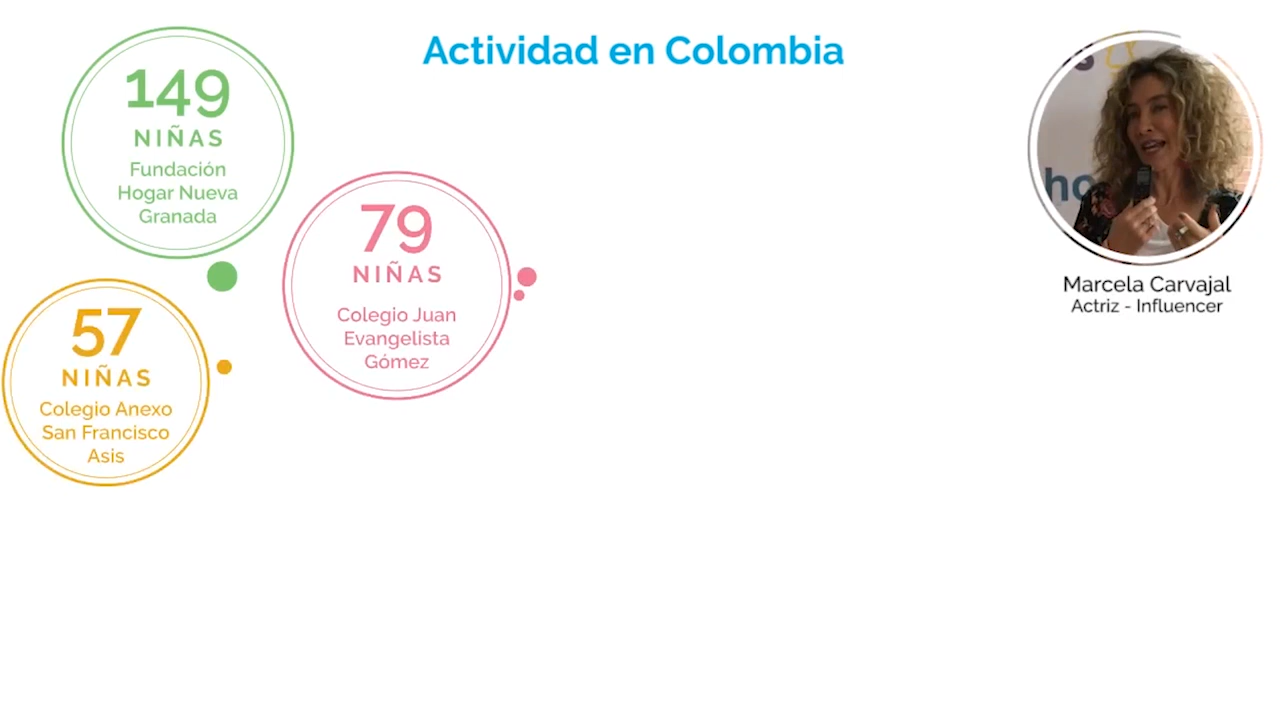 Actividad en Colombia
149
NIÑAS
Fundación
Hogar Nueva
Granada
79
NIÑAS
Colegio Juan
Evangelista
Gómez
57
NIÑAS
Colegio Anexo
San Francisco
Asis
ho
Marcela Carvajal
Actriz - Influencer